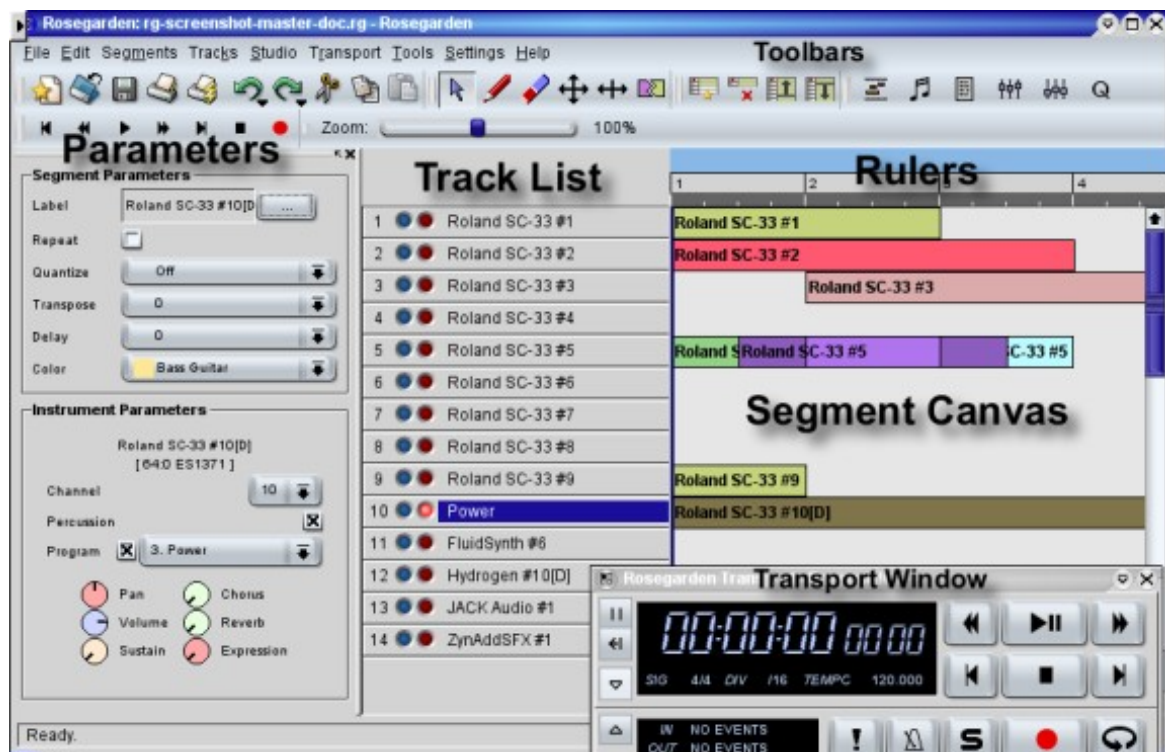 Rosegarden: rg-screenshot-master-doc.rg - Rosegarden
File Edit Segments Tracks Studio Transport Tools Settings Help
Toolbars
Q
Zoom: 100%
Parameters
Segment Parameters
Label Roland SC-33 #10[D ...
Repeat
Quantize Off
Transpose 0
Delay 0
Color Bass Guitar
Instrument Parameters
Roland SC-33 #10[D]
[ 64:0 ES1371 ]
Channel 10
Percussion
Program 3. Power
Pan Chorus
Volume Reverb
Sustain Expression
Ready.
Track List
1 Roland SC-33 #1
2 Roland SC-33 #2
3 Roland SC-33 #3
4 Roland SC-33 #4
5 Roland SC-33 #5
6 Roland SC-33 #6
7 Roland SC-33 #7
8 Roland SC-33 #8
9 Roland SC-33 #9
10 Power
11 FluidSynth #6
12 Hydrogen #10[D]
13 JACK Audio #1
14 ZynAddSFX #1
Rulers
1 2 3 4
Roland SC-33 #1
Roland SC-33 #2
Roland SC-33 #3
Roland S Roland SC-33 #5 C-33 #5
Segment Canvas
Roland SC-33 #9
Roland SC-33 #10[D]
Rosegarden Tra
Transport Window
00:00:00 0000
SIG 4/4 DIV /16 TEMPC 120.000
IN NO EVENTS
OUT NO EVENTS
! S